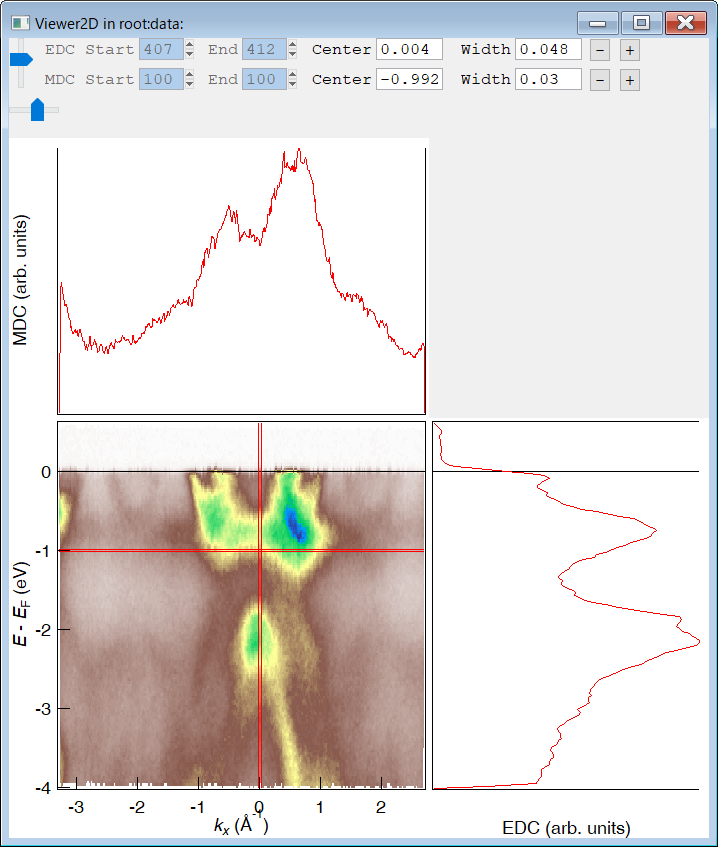 Viewer2D in root:data:
EDC Start 407 End 412 Center 0.004 Width 0.048 - +
MDC Start 100 End 100 Center -0.992 Width 0.03 - +
MDC (arb. units)
E - E_F (eV)
0
-1
-2
-3
-4
-3 -2 -1 0 1 2
k_x (Å⁻¹)
EDC (arb. units)